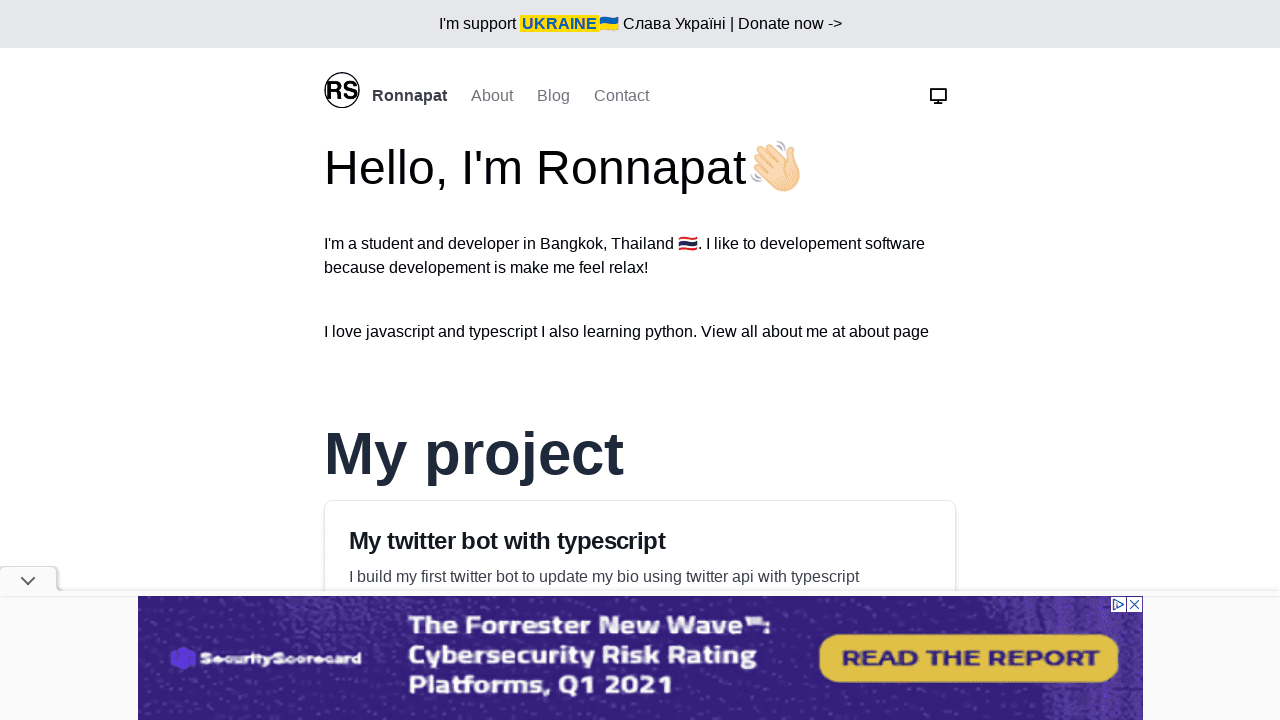 I'm support UKRAINE🇺🇦 Слава Україні | Donate now ->
RS Ronnapat About Blog Contact
Hello, I'm Ronnapat👋🏻
I'm a student and developer in Bangkok, Thailand 🇹🇭. I like to developement software
because developement is make me feel relax!
I love javascript and typescript I also learning python. View all about me at about page
My project
My twitter bot with typescript
I build my first twitter bot to update my bio using twitter api with typescript
SecurityScorecard
The Forrester New Wave™:
Cybersecurity Risk Rating
Platforms, Q1 2021
READ THE REPORT